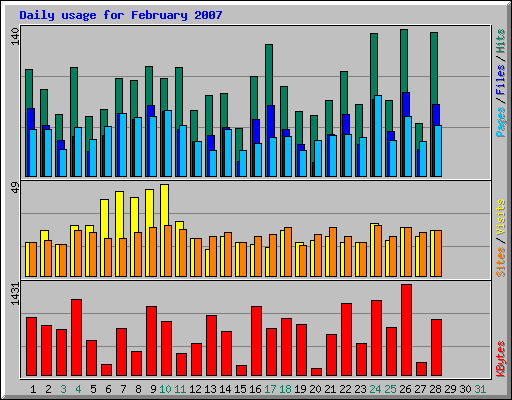 Daily usage for February 2007
140
Pages / Files / Hits
49
Sites / Visits
1431
KBytes
1 2 3 4 5 6 7 8 9 10 11 12 13 14 15 16 17 18 19 20 21 22 23 24 25 26 27 28 29 30 31